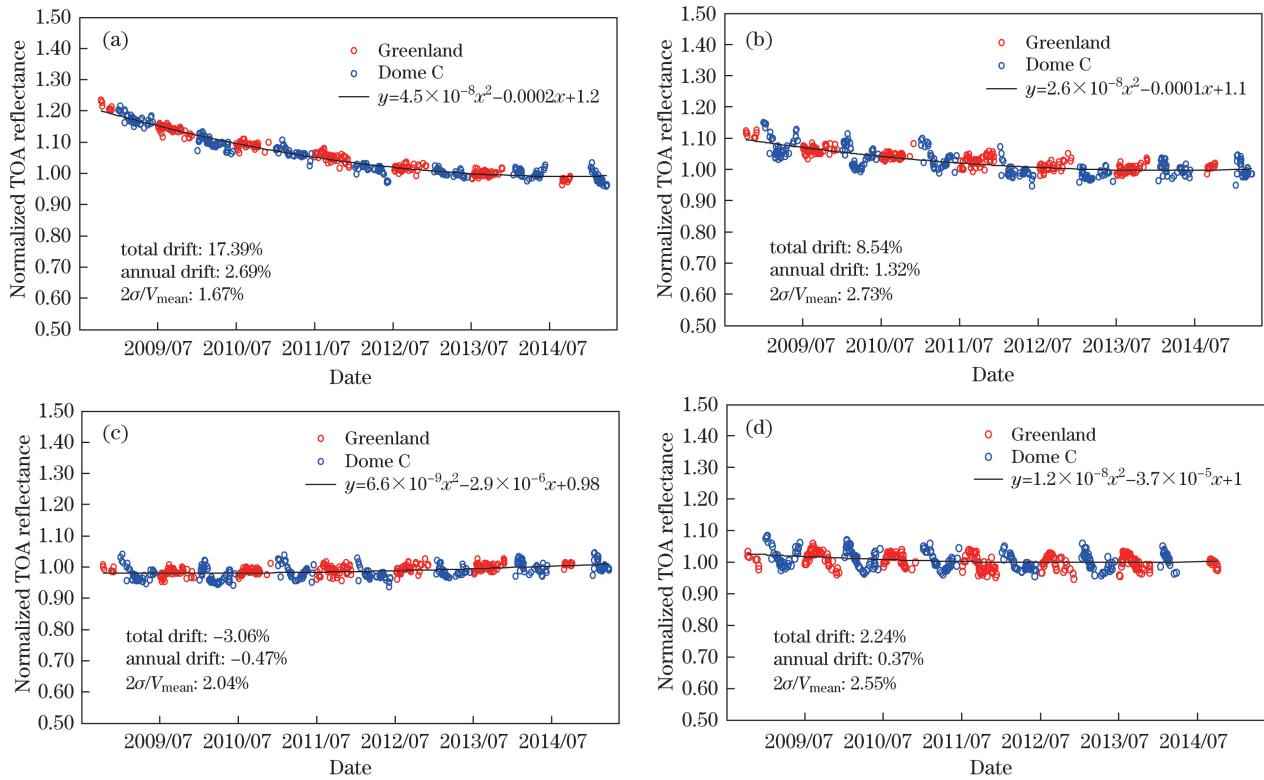 (a)
Greenland
Dome C
y=4.5×10⁻⁸x²−0.0002x+1.2
total drift: 17.39%
annual drift: 2.69%
2σ/Vmean: 1.67%
Normalized TOA reflectance
1.50
1.40
1.30
1.20
1.10
1.00
0.90
0.80
0.70
0.60
0.50
2009/07 2010/07 2011/07 2012/07 2013/07 2014/07
Date
(b)
Greenland
Dome C
y=2.6×10⁻⁸x²−0.0001x+1.1
total drift: 8.54%
annual drift: 1.32%
2σ/Vmean: 2.73%
Normalized TOA reflectance
1.50
1.40
1.30
1.20
1.10
1.00
0.90
0.80
0.70
0.60
0.50
2009/07 2010/07 2011/07 2012/07 2013/07 2014/07
Date
(c)
Greenland
Dome C
y=6.6×10⁻⁹x²−2.9×10⁻⁶x+0.98
total drift: −3.06%
annual drift: −0.47%
2σ/Vmean: 2.04%
Normalized TOA reflectance
1.50
1.40
1.30
1.20
1.10
1.00
0.90
0.80
0.70
0.60
0.50
2009/07 2010/07 2011/07 2012/07 2013/07 2014/07
Date
(d)
Greenland
Dome C
y=1.2×10⁻⁸x²−3.7×10⁻⁵x+1
total drift: 2.24%
annual drift: 0.37%
2σ/Vmean: 2.55%
Normalized TOA reflectance
1.50
1.40
1.30
1.20
1.10
1.00
0.90
0.80
0.70
0.60
0.50
2009/07 2010/07 2011/07 2012/07 2013/07 2014/07
Date